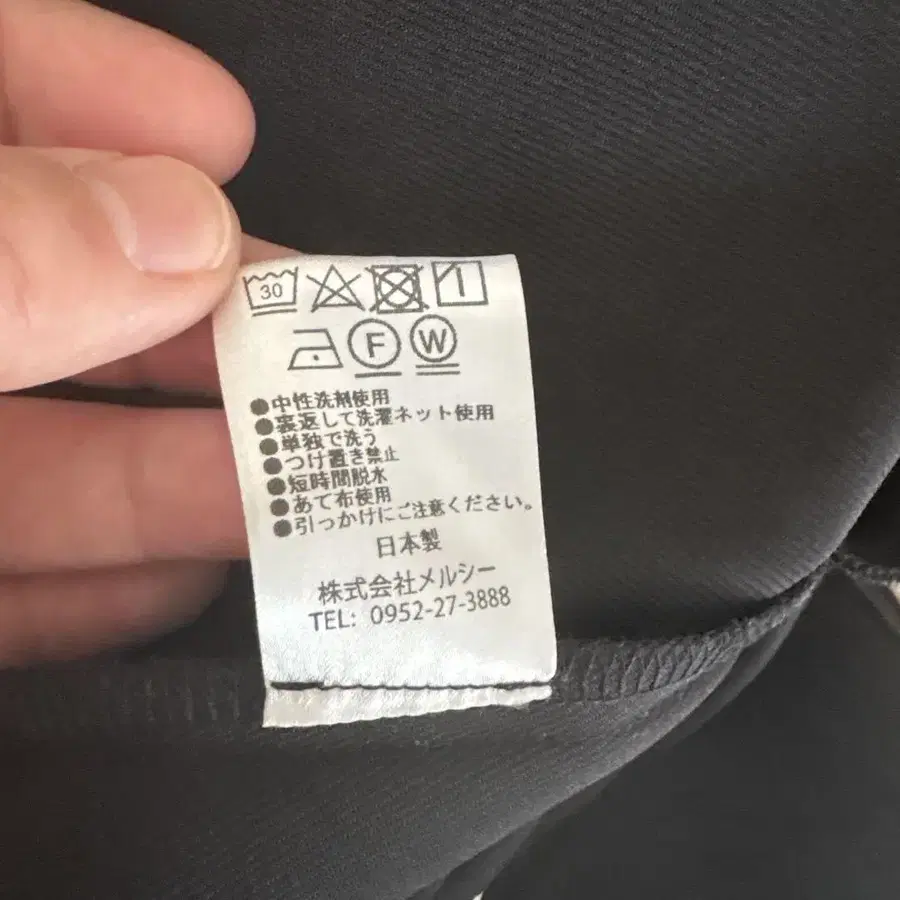 30
F W
●中性洗剤使用
●裏返して洗濯ネット使用
●単独で洗う
●つけ置き禁止
●短時間脱水
●あて布使用
●引っかけにご注意ください。
日本製
株式会社メルシー
TEL: 0952-27-3888